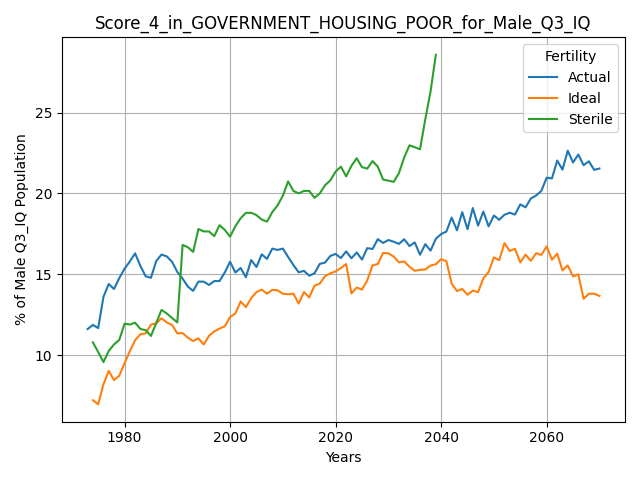 Score_4_in_GOVERNMENT_HOUSING_POOR_for_Male_Q3_IQ
Fertility
Actual
Ideal
Sterile
% of Male Q3_IQ Population
25
20
15
10
1980
2000
2020
2040
2060
Years